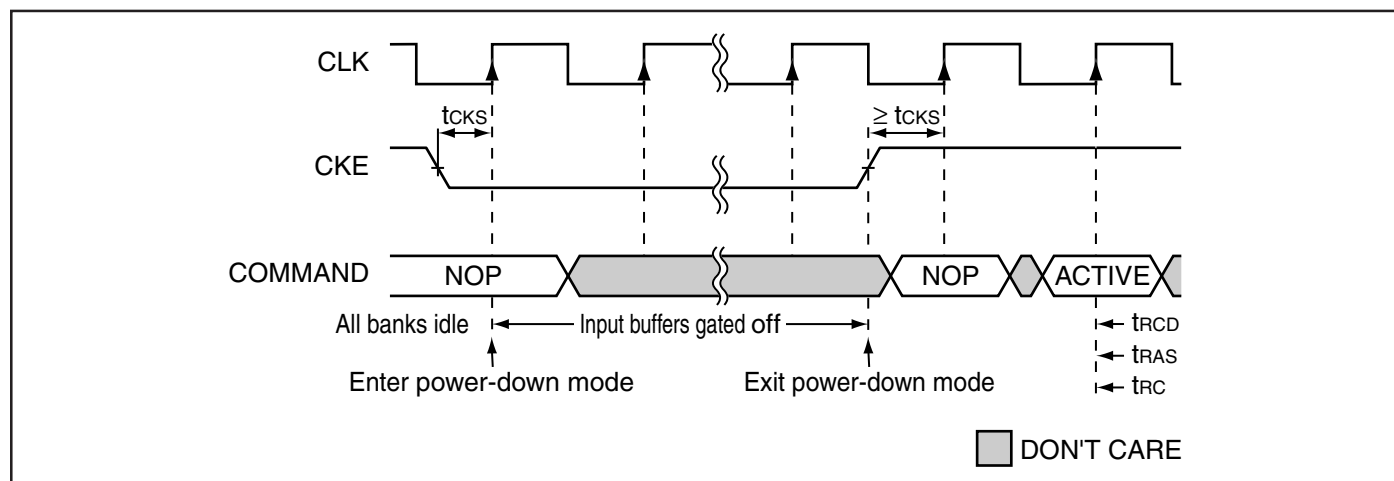 CLK
tCKS
≥ tCKS
CKE
COMMAND
NOP
NOP
ACTIVE
All banks idle
Input buffers gated off
tRCD
tRAS
tRC
Enter power-down mode
Exit power-down mode
DON'T CARE